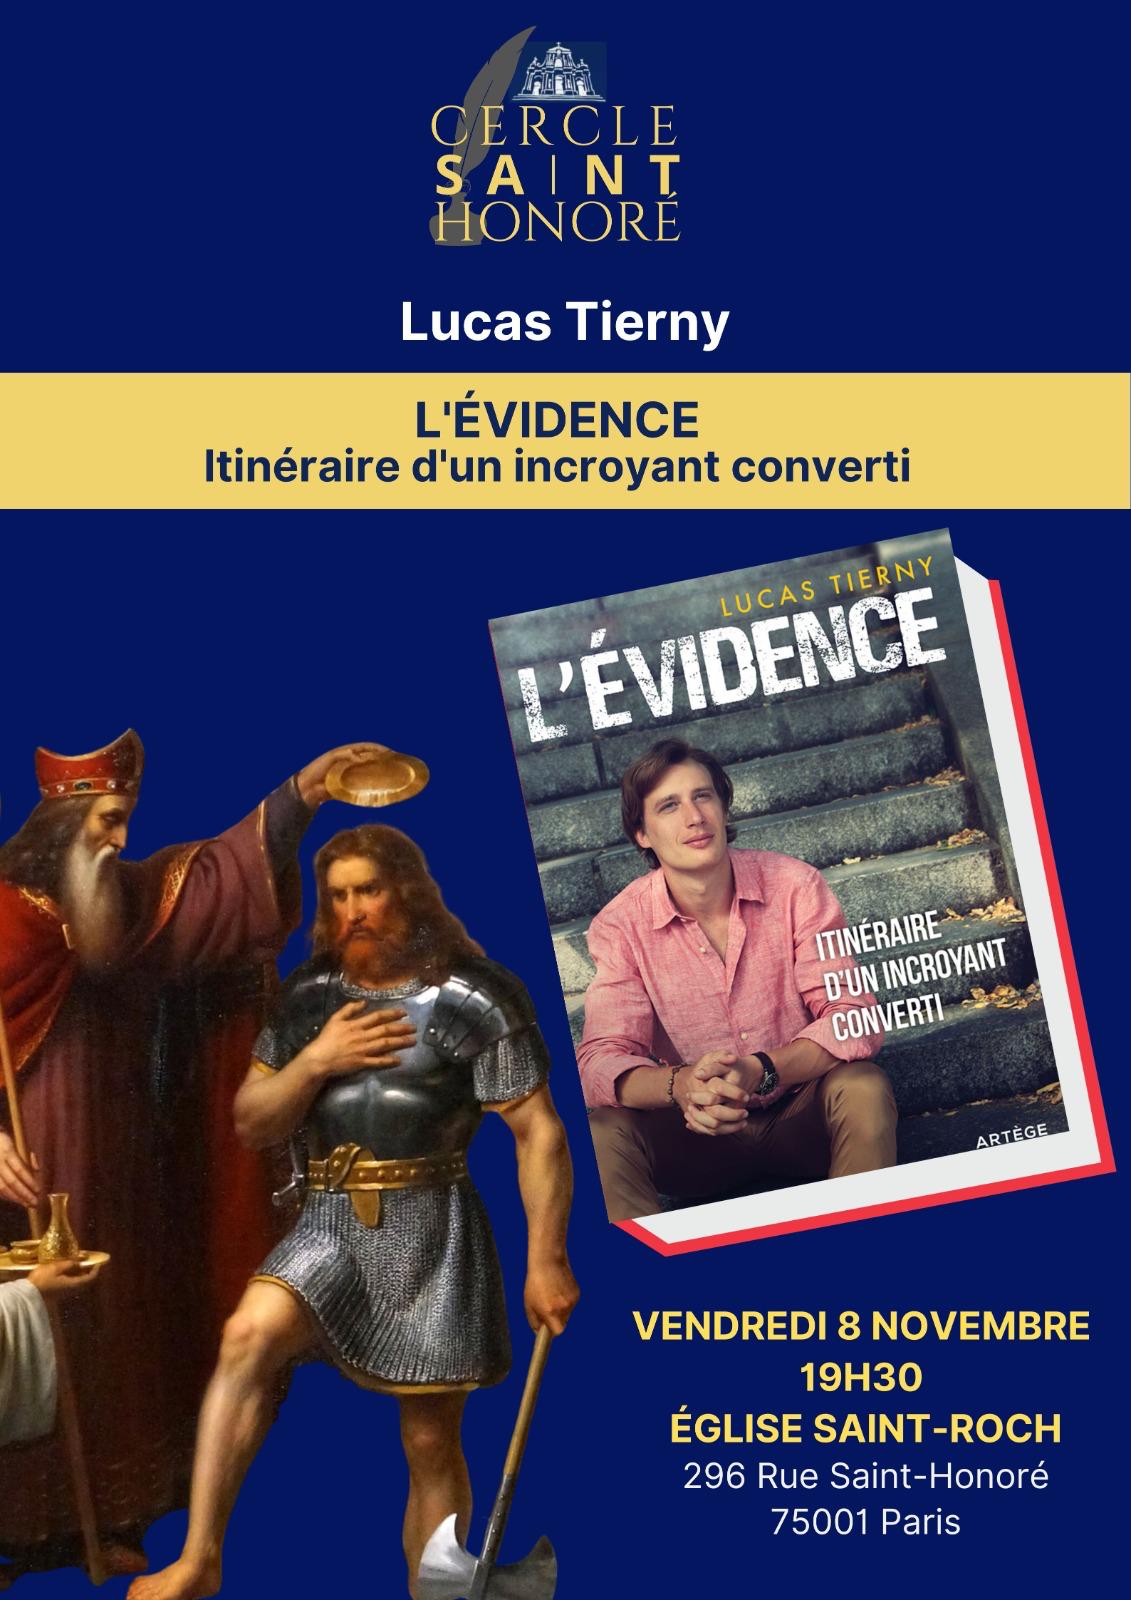 CERCLE
SAINT
HONORÉ
Lucas Tierny
L'ÉVIDENCE
Itinéraire d'un incroyant converti
LUCAS TIERNY
L'ÉVIDENCE
ITINÉRAIRE
D'UN INCROYANT
CONVERTI
ARTÈGE
VENDREDI 8 NOVEMBRE
19H30
ÉGLISE SAINT-ROCH
296 Rue Saint-Honoré
75001 Paris